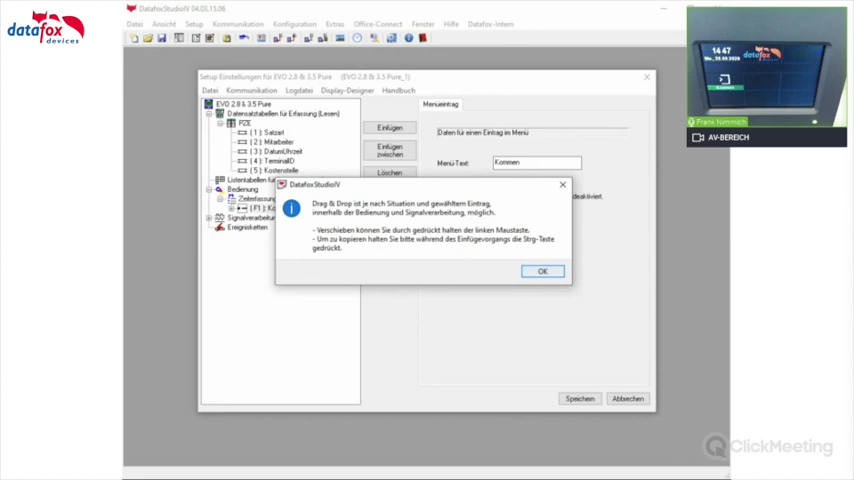 datafox
devices
DatafoxStudioIV 04.03.15.06
Datei Ansicht Setup Kommunikation Konfiguration Extras Office-Connect Fenster Hilfe Datafox-Intern
Setup Einstellungen für EVO 2.8 & 3.5 Pure (EVO 2.8 & 3.5 Pure_1)
Datei Kommunikation Logdatei Display-Designer Handbuch
EVO 2.8 & 3.5 Pure
Datensatztabellen für Erfassung (Lesen)
PZE
(1): Satzart
(2): Mitarbeiter
(3): DatumUhrzeit
(4): TerminalID
(5): Kostenstelle
Listentabellen für
Bedienung
Zeiterfassung
(F1): Ko
Signalverarbeitu
Ereignisketten
Einfügen
Einfügen
zwischen
Löschen
Menüeintrag
Daten für einen Eintrag im Menü
Menü-Text:
Kommen
deaktiviert.
DatafoxStudioIV
Drag & Drop ist je nach Situation und gewähltem Eintrag,
innerhalb der Bedienung und Signalverarbeitung, möglich.
- Verschieben können Sie durch gedrückt halten der linken Maustaste.
- Um zu kopieren halten Sie bitte während des Einfügevorgangs die Strg-Taste
gedrückt.
OK
Speichern
Abbrechen
14:47
datafox
Kommen
Frank Nimmich
AV-BEREICH
ClickMeeting